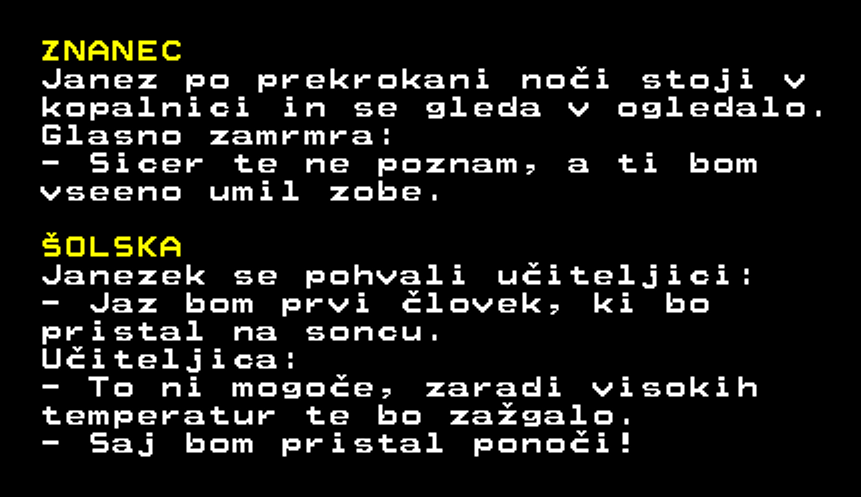 ZNANEC
Janez po prekrokani noči stoji v
kopalnici in se gleda v ogledalo.
Glasno zamrmra:
- Sicer te ne poznam, a ti bom
vseeno umil zobe.
ŠOLSKA
Janezek se pohvali učiteljici:
- Jaz bom prvi človek, ki bo
pristal na soncu.
Učiteljica:
- To ni mogoče, zaradi visokih
temperatur te bo zažgalo.
- Saj bom pristal ponoči!